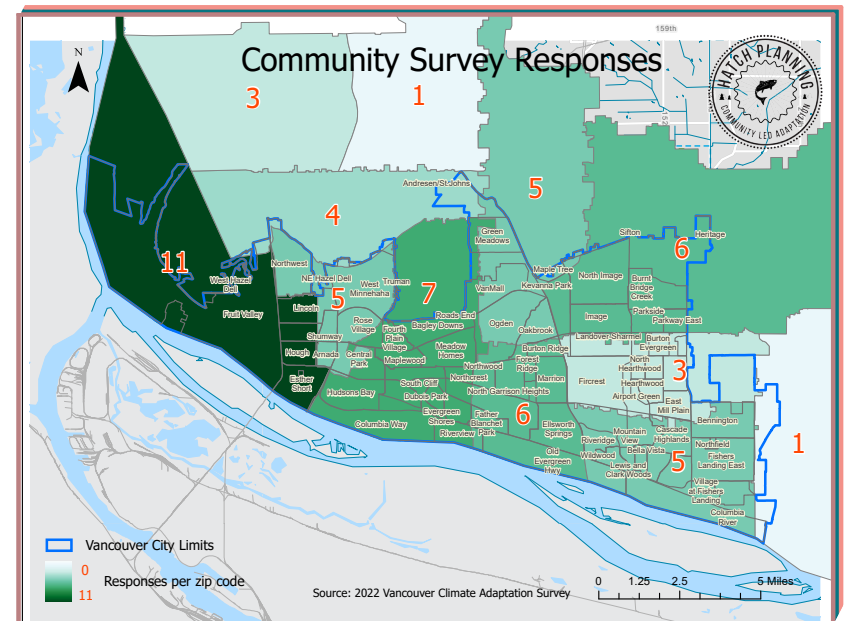 Community Survey Responses
159th
152
HATCH PLANNING
COMMUNITY LED ADAPTATION
N
3
1
5
4
Andresen/St. Johns
Green
Meadows
Sifton
Heritage
6
11
Northwest
NE Hazel Dell
West
Minnehaha
Truman
7
5
Maple Tree
Kevanna Park
North Image
Burnt
Bridge
Creek
West Hazel
Dell
VanMall
Fruit Valley
Lincoln
Rose
Village
Fourth
Plain
Village
Roads End
Bagley Downs
Ogden
Oakbrook
Image
Parkside
Parkway East
Shumway
Landover-Sharmel
Burton
Evergreen
Hough
Arnada
Central
Park
Maplewood
Meadow
Homes
Burton Ridge
Forest
Ridge
North
Hearthwood
3
Northwood
Northcrest
Marrion
Fircrest
Hearthwood
Airport Green
Esther
Short
Hudsons Bay
South Cliff
Dubois Park
North Garrison Heights
East
Mill Plain
Columbia Way
Evergreen
Shores
Riverview
Father
Blanchet
Park
6
Ellsworth
Springs
Bennington
1
Riveridge
Mountain
View
Cascade
Highlands
Northfield
Old
Evergreen
Hwy
Wildwood
Bella Vista
5
Fishers
Landing East
Lewis and
Clark Woods
Village
at Fishers
Landing
Columbia
River
Vancouver City Limits
0
Responses per zip code
11
Source: 2022 Vancouver Climate Adaptation Survey
0 1.25 2.5 5 Miles